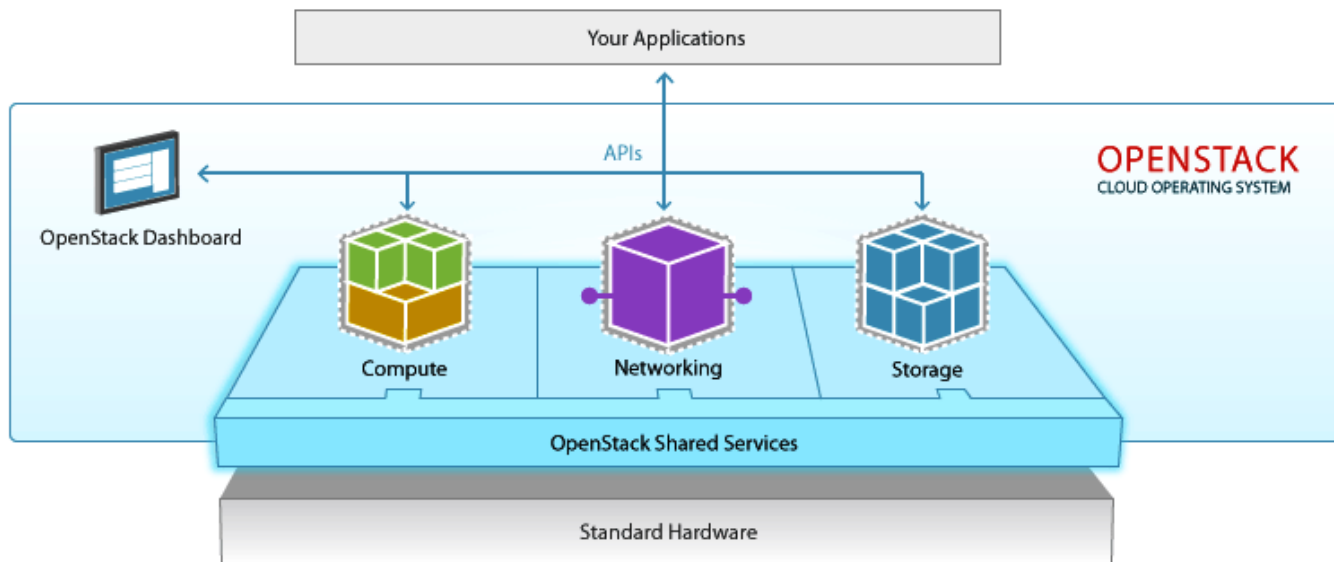 Your Applications
APIs
OPENSTACK
CLOUD OPERATING SYSTEM
OpenStack Dashboard
Compute
Networking
Storage
OpenStack Shared Services
Standard Hardware